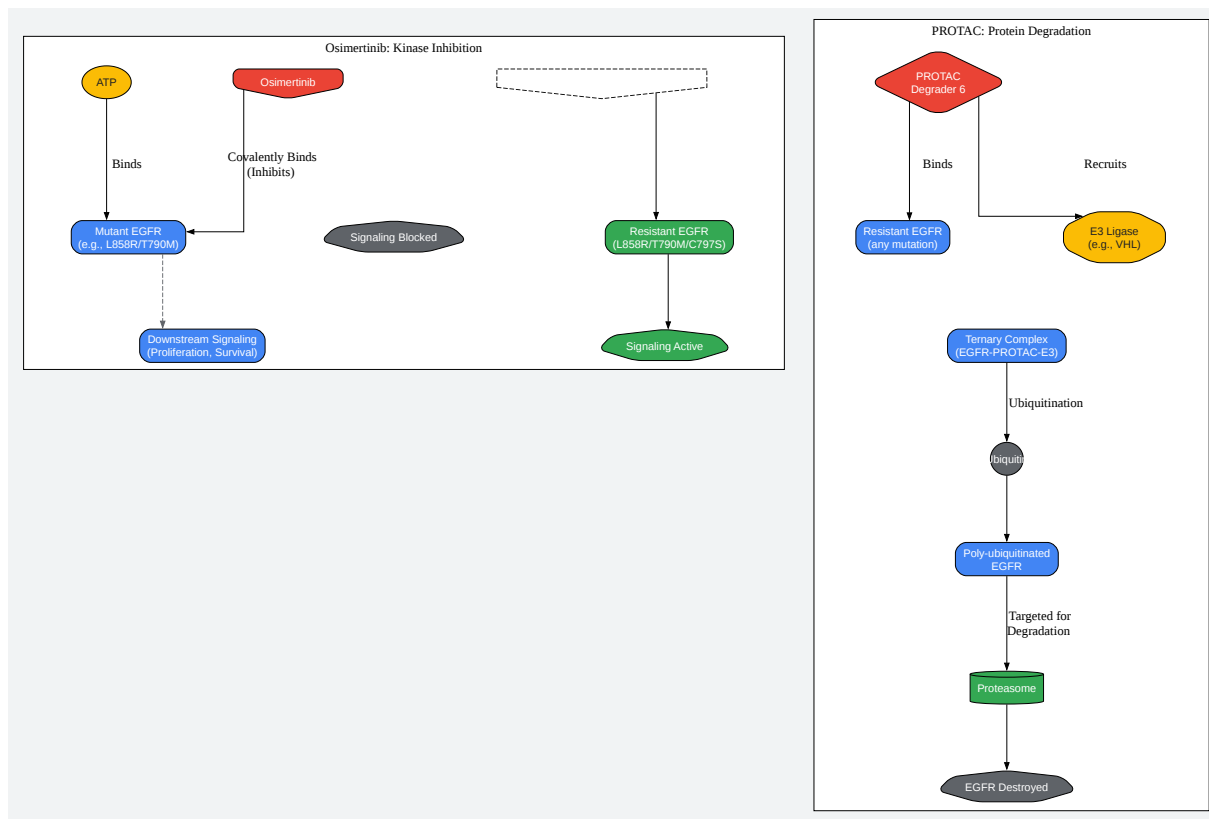 Osimertinib: Kinase Inhibition
ATP
Osimertinib
Binds
Covalently Binds
(Inhibits)
Mutant EGFR
(e.g., L858R/T790M)
Signaling Blocked
Resistant EGFR
(L858R/T790M/C797S)
Downstream Signaling
(Proliferation, Survival)
Signaling Active
PROTAC: Protein Degradation
PROTAC
Degrader 6
Binds
Recruits
Resistant EGFR
(any mutation)
E3 Ligase
(e.g., VHL)
Ternary Complex
(EGFR-PROTAC-E3)
Ubiquitination
Ubiquitin
Poly-ubiquitinated
EGFR
Targeted for
Degradation
Proteasome
EGFR Destroyed